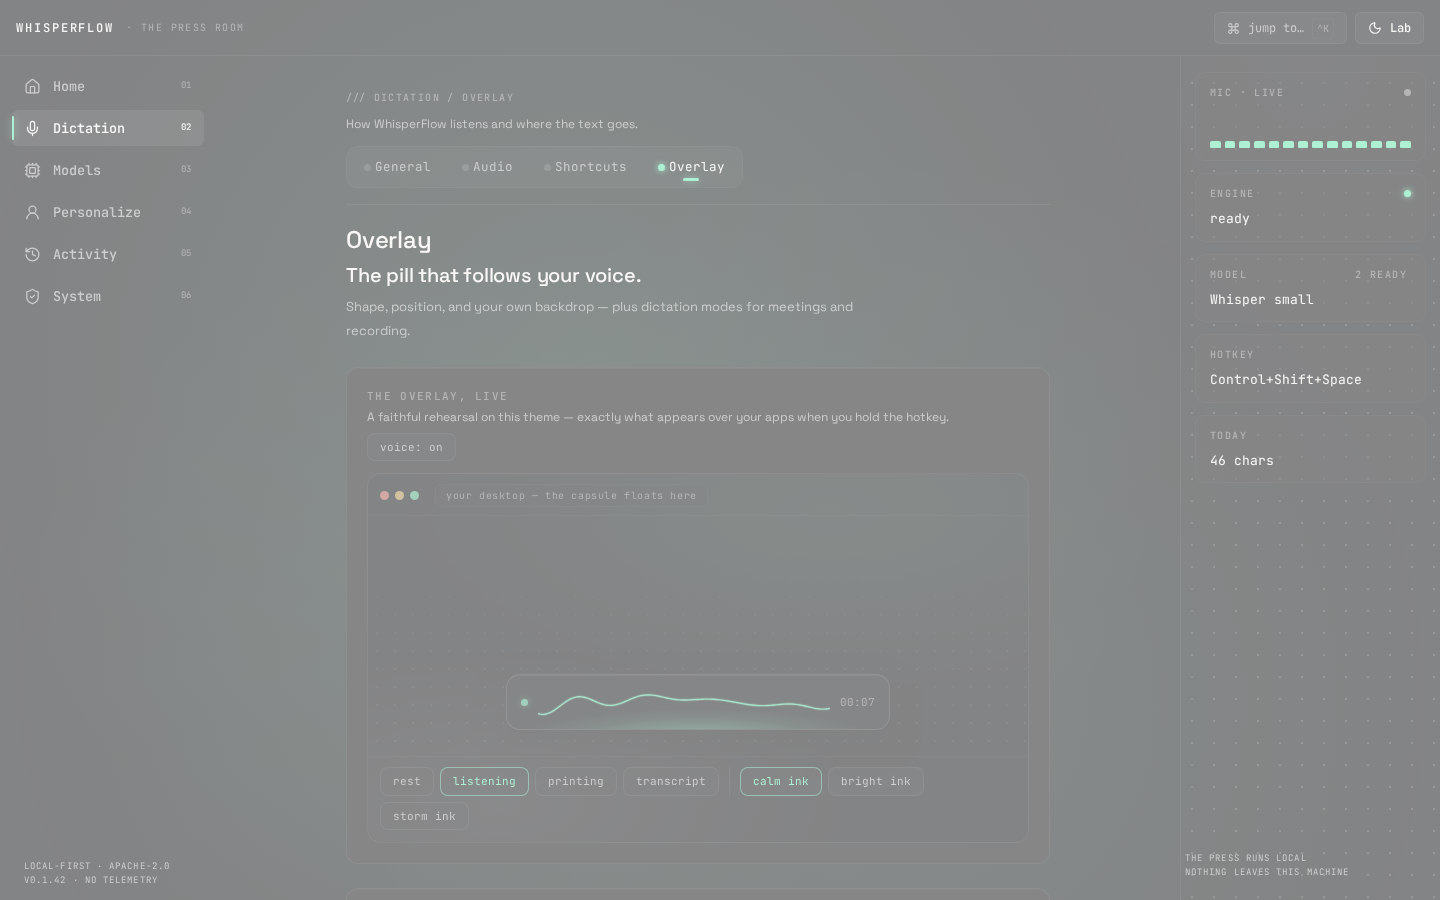 WHISPERFLOW · THE PRESS ROOM
jump to… ^K
Lab
Home 01
Dictation 02
Models 03
Personalize 04
Activity 05
System 06
LOCAL-FIRST · APACHE-2.0
V0.1.42 · NO TELEMETRY
/// DICTATION / OVERLAY
How WhisperFlow listens and where the text goes.
General Audio Shortcuts Overlay
Overlay
The pill that follows your voice.
Shape, position, and your own backdrop — plus dictation modes for meetings and
recording.
THE OVERLAY, LIVE
A faithful rehearsal on this theme — exactly what appears over your apps when you hold the hotkey.
voice: on
your desktop — the capsule floats here
00:07
rest listening printing transcript calm ink bright ink
storm ink
MIC · LIVE
ENGINE
ready
MODEL 2 READY
Whisper small
HOTKEY
Control+Shift+Space
TODAY
46 chars
THE PRESS RUNS LOCAL
NOTHING LEAVES THIS MACHINE